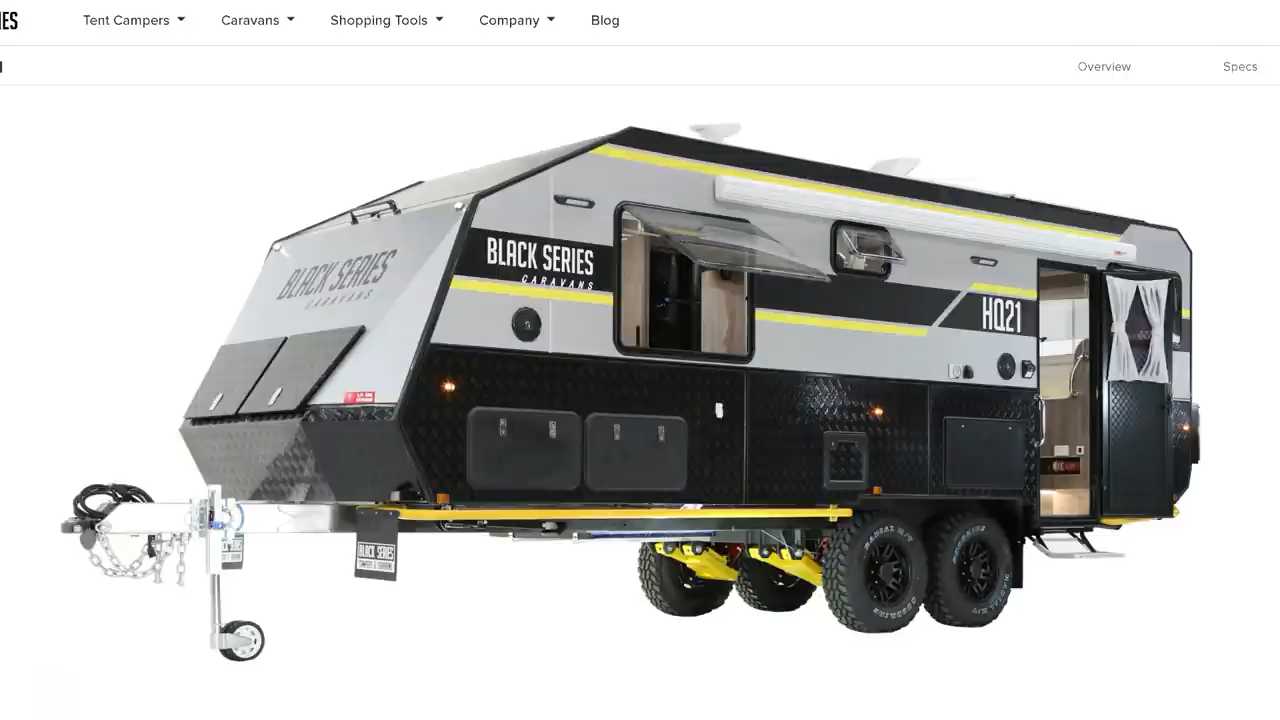 IES
Tent Campers
Caravans
Shopping Tools
Company
Blog
Overview
Specs
BLACK SERIES
CARAVANS
BLACK SERIES
CARAVANS
HQ21
BLACK SERIES